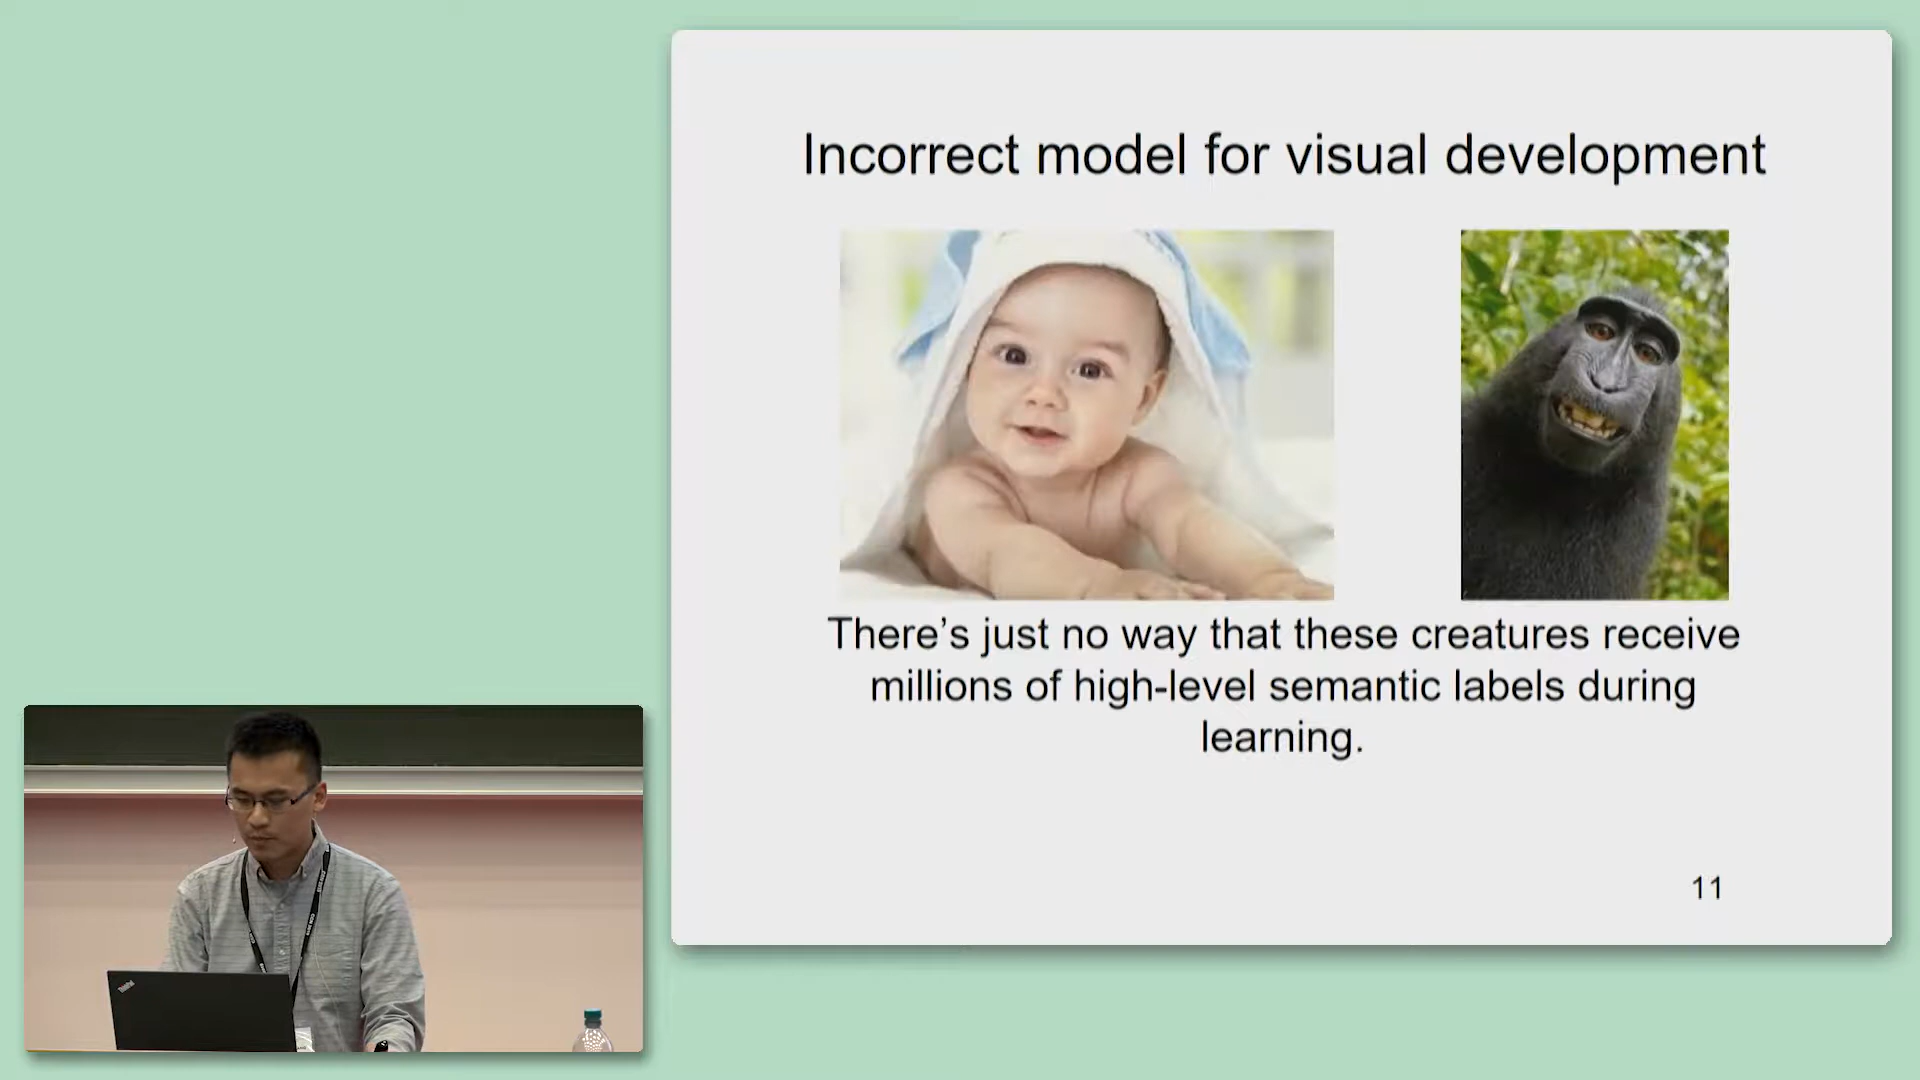 Incorrect model for visual development
There’s just no way that these creatures receive
millions of high-level semantic labels during
learning.
11
ThinkPad